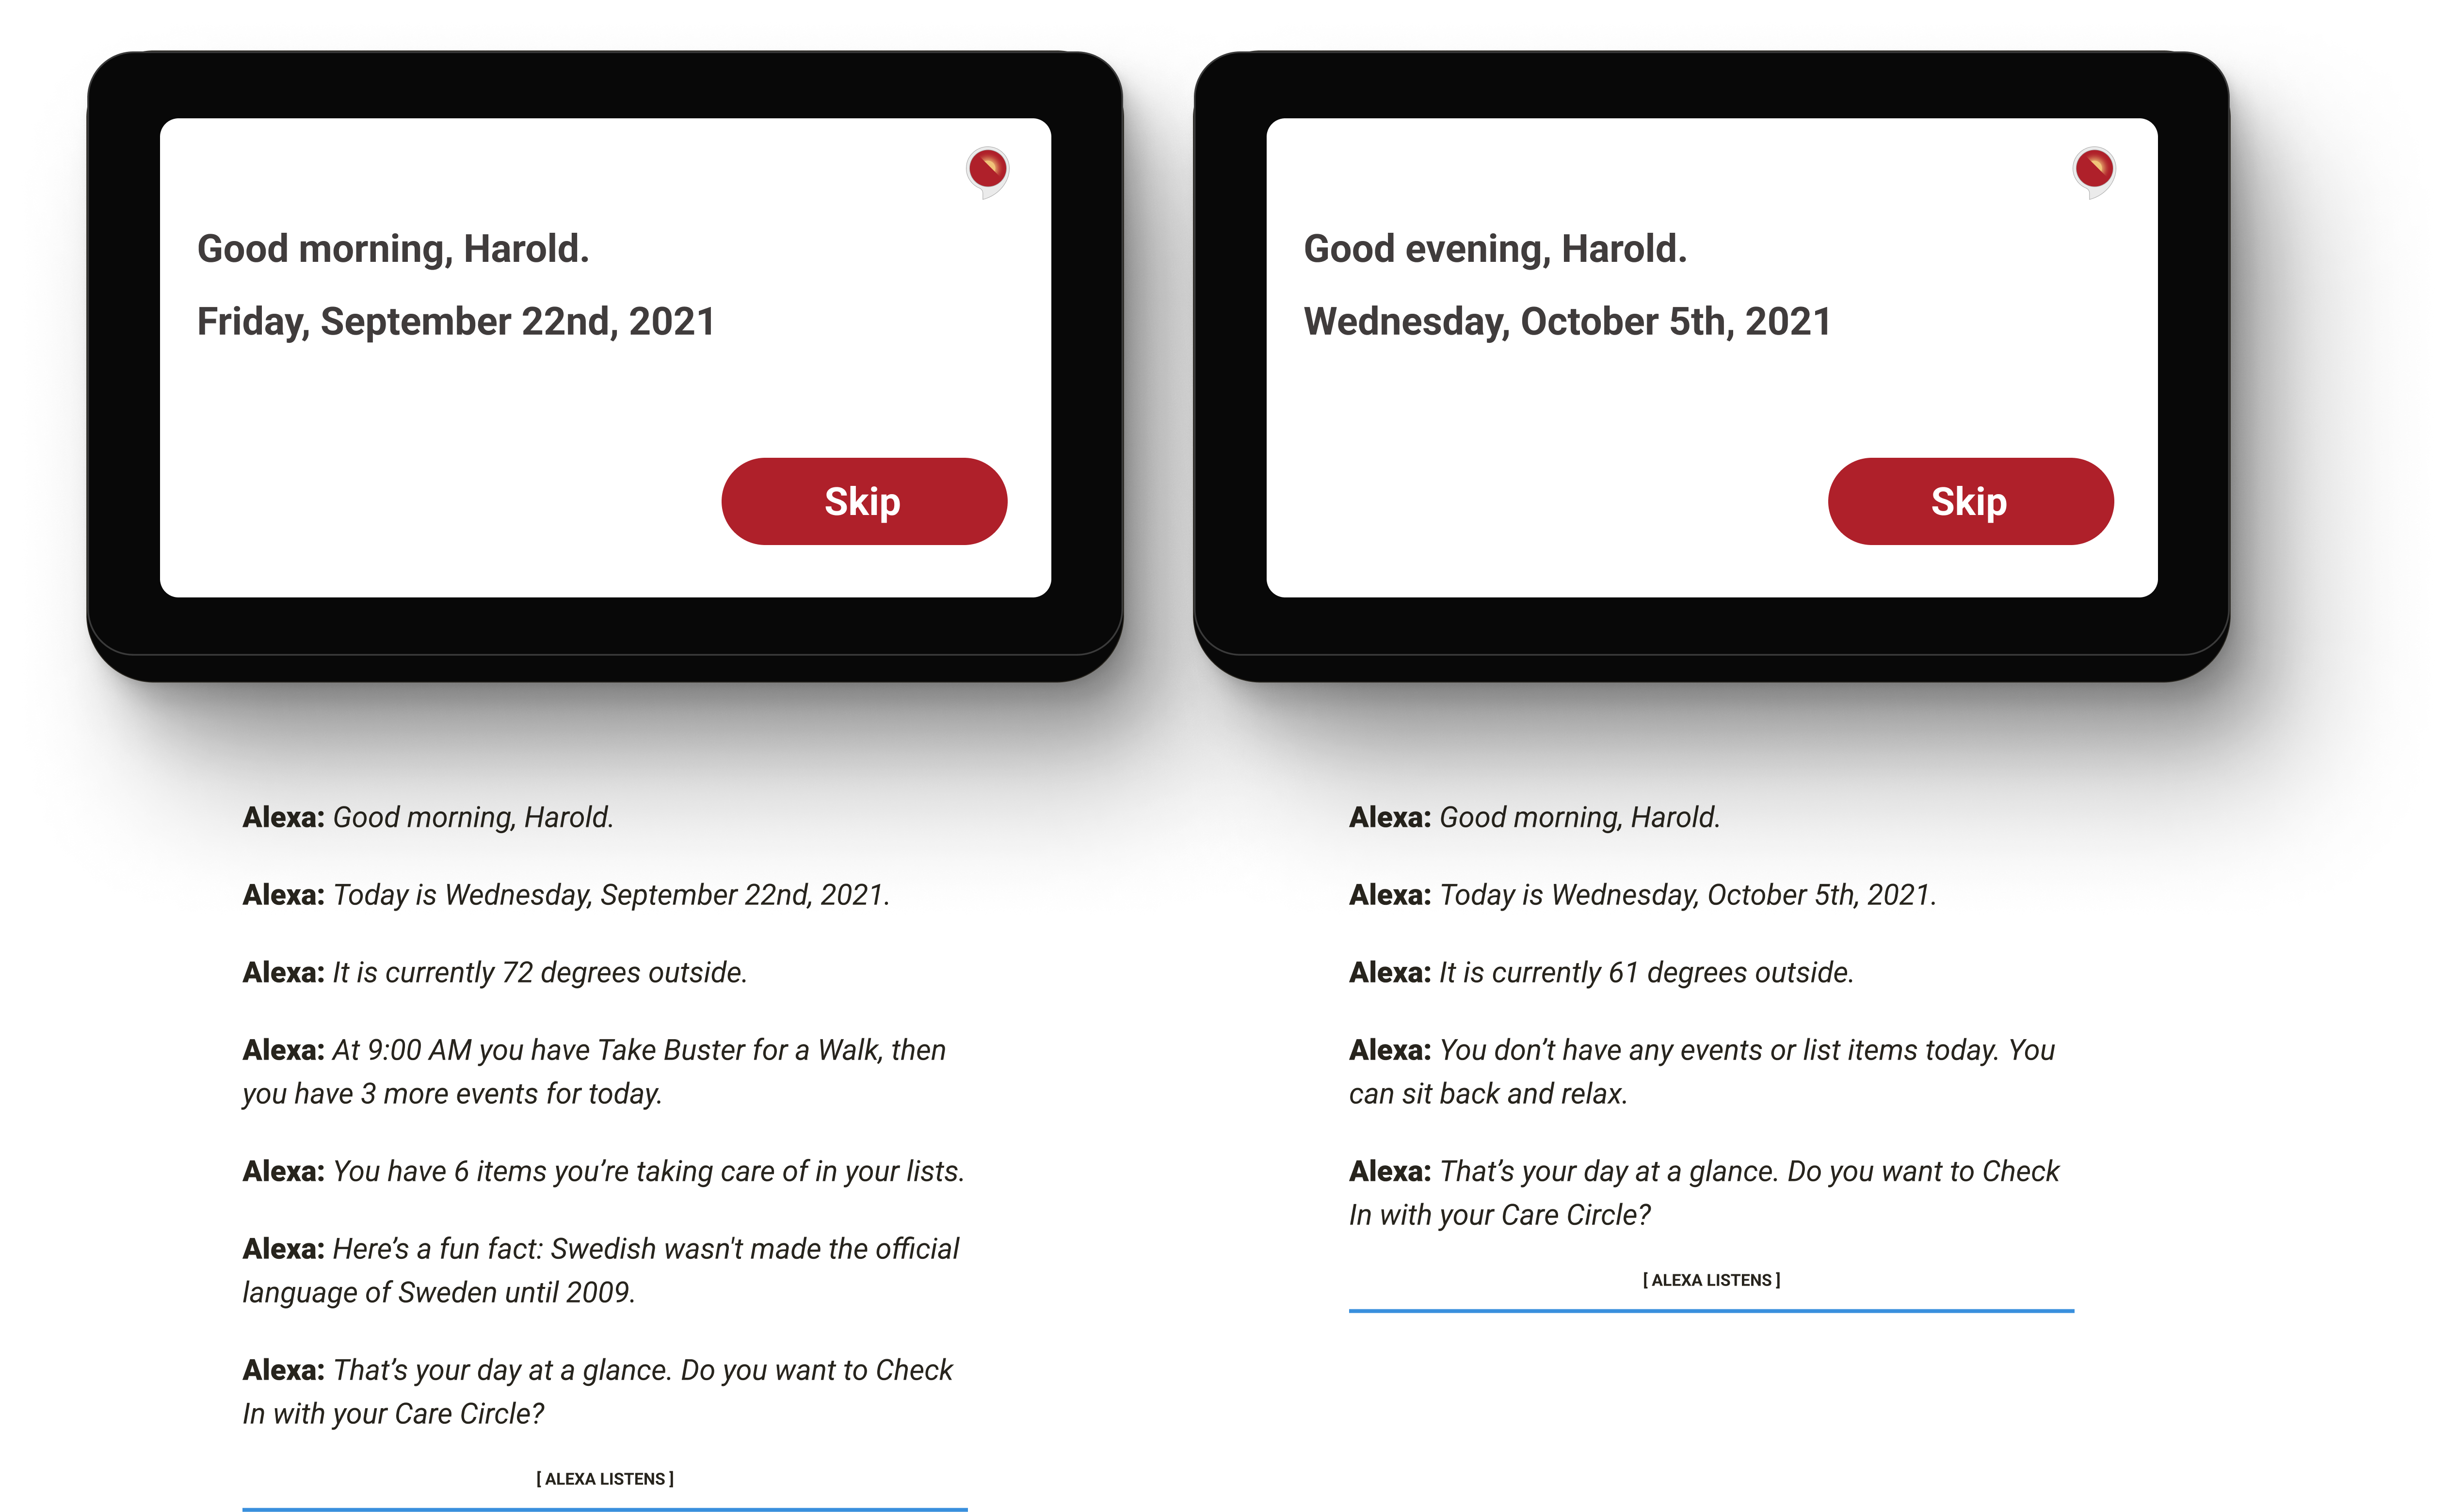 Good morning, Harold.
Friday, September 22nd, 2021
Skip
Alexa: Good morning, Harold.
Alexa: Today is Wednesday, September 22nd, 2021.
Alexa: It is currently 72 degrees outside.
Alexa: At 9:00 AM you have Take Buster for a Walk, then
you have 3 more events for today.
Alexa: You have 6 items you’re taking care of in your lists.
Alexa: Here’s a fun fact: Swedish wasn't made the official
language of Sweden until 2009.
Alexa: That’s your day at a glance. Do you want to Check
In with your Care Circle?
[ ALEXA LISTENS ]
Good evening, Harold.
Wednesday, October 5th, 2021
Skip
Alexa: Good morning, Harold.
Alexa: Today is Wednesday, October 5th, 2021.
Alexa: It is currently 61 degrees outside.
Alexa: You don’t have any events or list items today. You
can sit back and relax.
Alexa: That’s your day at a glance. Do you want to Check
In with your Care Circle?
[ ALEXA LISTENS ]